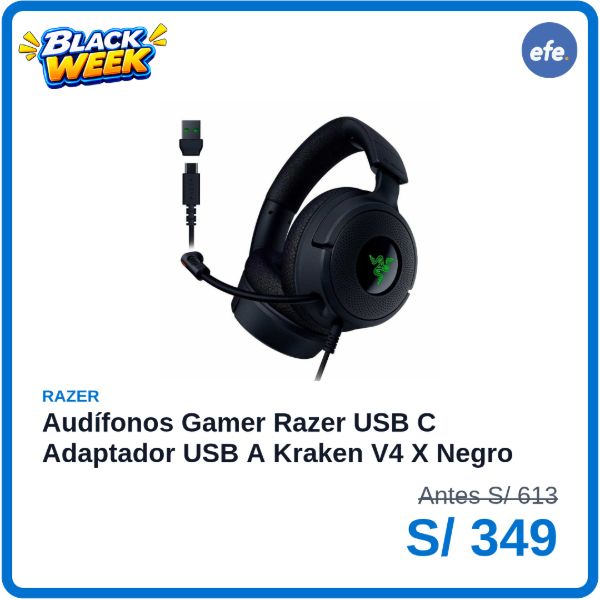 BLACK
WEEK
efe.
RAZER
Audífonos Gamer Razer USB C
Adaptador USB A Kraken V4 X Negro
Antes S/ 613
S/ 349